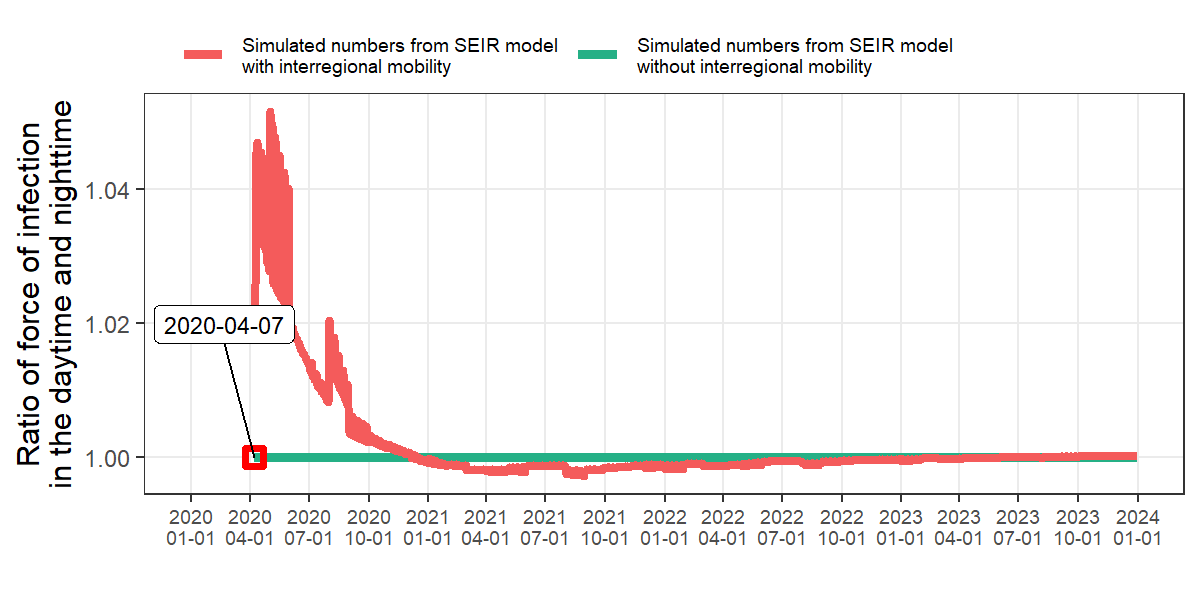 Simulated numbers from SEIR model
with interregional mobility
Simulated numbers from SEIR model
without interregional mobility
Ratio of force of infection
in the daytime and nighttime
1.04
1.02
1.00
2020-04-07
2020 2020 2020 2020 2021 2021 2021 2021 2022 2022 2022 2022 2023 2023 2023 2023 2024
01-01 04-01 07-01 10-01 01-01 04-01 07-01 10-01 01-01 04-01 07-01 10-01 01-01 04-01 07-01 10-01 01-01